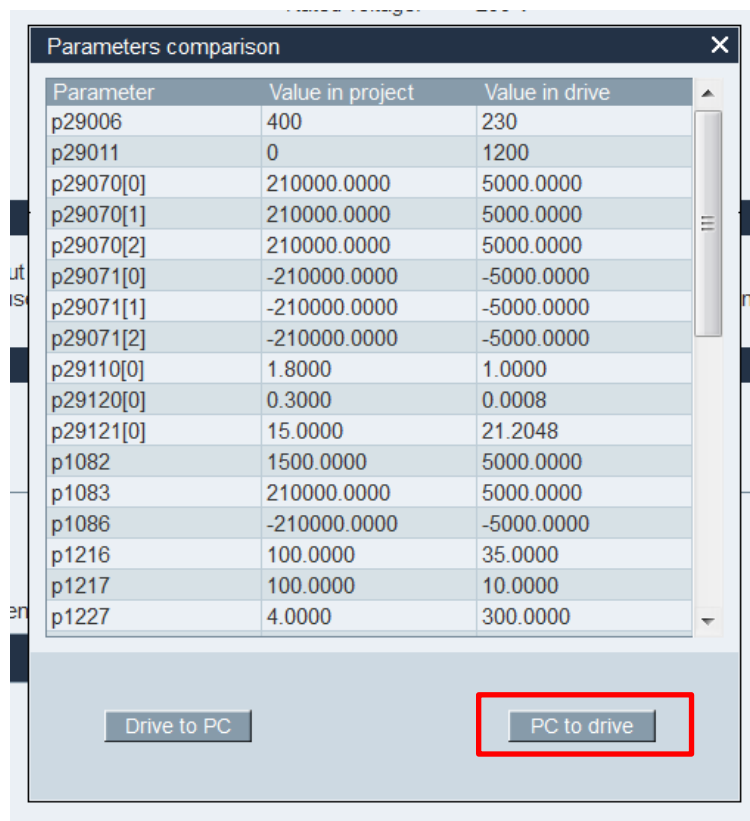 Parameters comparison
Parameter Value in project Value in drive
p29006 400 230
p29011 0 1200
p29070[0] 210000.0000 5000.0000
p29070[1] 210000.0000 5000.0000
p29070[2] 210000.0000 5000.0000
p29071[0] -210000.0000 -5000.0000
p29071[1] -210000.0000 -5000.0000
p29071[2] -210000.0000 -5000.0000
p29110[0] 1.8000 1.0000
p29120[0] 0.3000 0.0008
p29121[0] 15.0000 21.2048
p1082 1500.0000 5000.0000
p1083 210000.0000 5000.0000
p1086 -210000.0000 -5000.0000
p1216 100.0000 35.0000
p1217 100.0000 10.0000
p1227 4.0000 300.0000
Drive to PC PC to drive